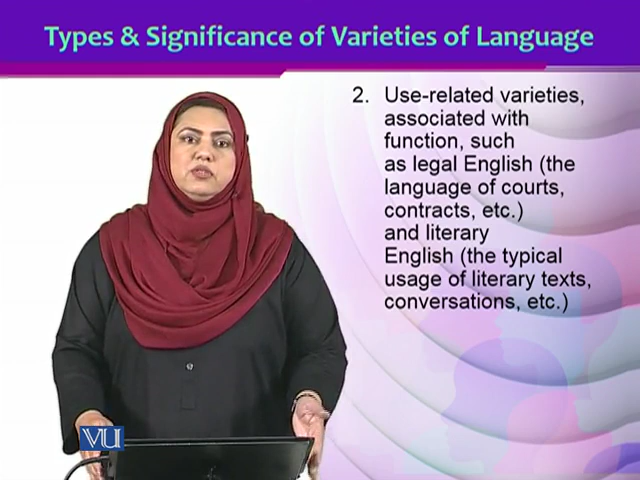 Types & Significance of Varieties of Language
2. Use-related varieties,
associated with
function, such
as legal English (the
language of courts,
contracts, etc.)
and literary
English (the typical
usage of literary texts,
conversations, etc.)
VU